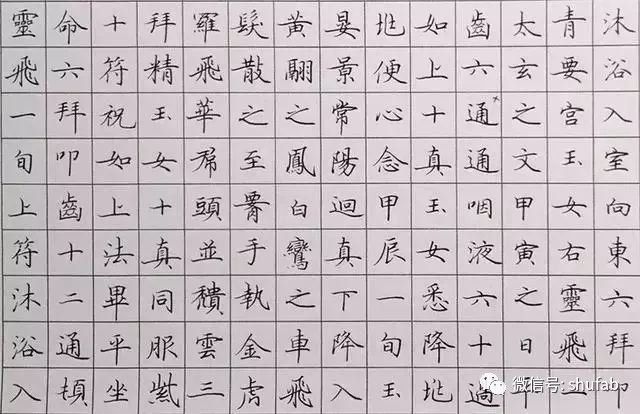 沐浴入室向東六拜
青要宮玉女右靈飛
太玄之文甲寅之日
齒六通通咽液六十過
如上十真玉女悉降地
地便心念甲辰一旬玉
晏景常陽迴真下降入
黃翮之鳳白鸞之車飛
髮散之至要手執金虎
羅飛華帬頭並穨雲三
拜精玉女十真同服紫
十符祝如上法畢平坐
命六拜叩齒十二通頓
靈飛一旬上符沐浴入
微信号: shufab